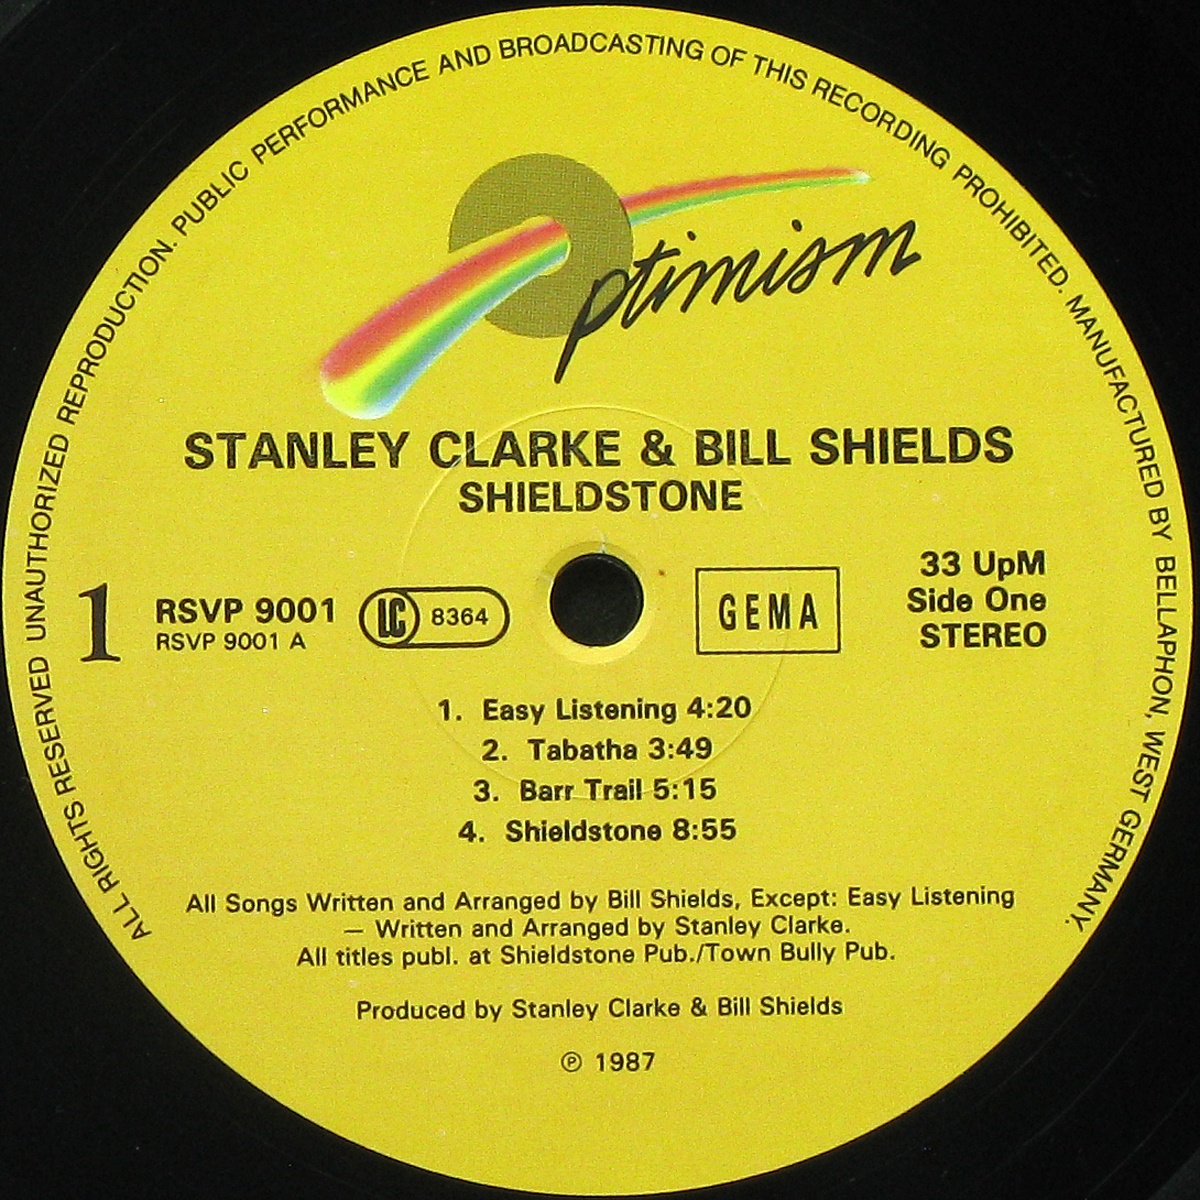 ALL RIGHTS RESERVED UNAUTHORIZED REPRODUCTION. PUBLIC PERFORMANCE AND BROADCASTING OF THIS RECORDING PROHIBITED. MANUFACTURED BY BELLAPHON, WEST GERMANY.
Optimism
STANLEY CLARKE & BILL SHIELDS
SHIELDSTONE
1
RSVP 9001
RSVP 9001 A
LC 8364
GEMA
33 UpM
Side One
STEREO
1. Easy Listening 4:20
2. Tabatha 3:49
3. Barr Trail 5:15
4. Shieldstone 8:55
All Songs Written and Arranged by Bill Shields, Except: Easy Listening
— Written and Arranged by Stanley Clarke.
All titles publ. at Shieldstone Pub./Town Bully Pub.
Produced by Stanley Clarke & Bill Shields
℗ 1987